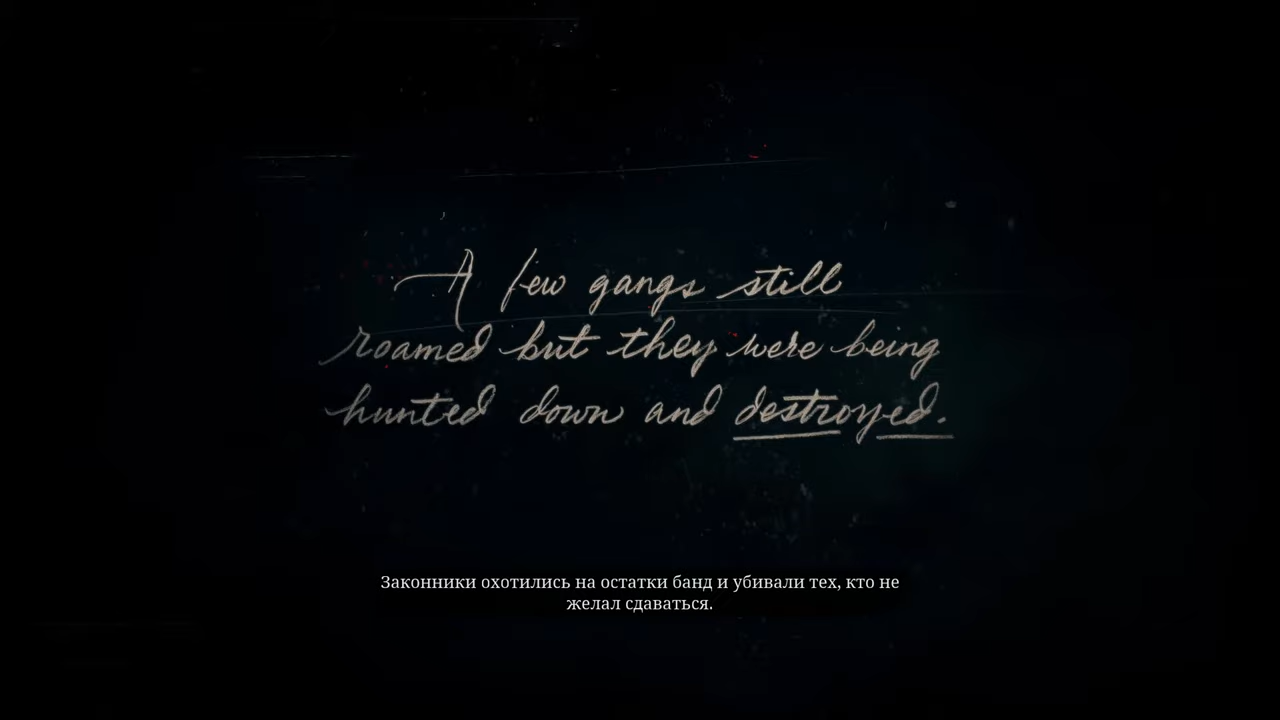 A few gangs still
roamed but they were being
hunted down and destroyed.
Законники охотились на остатки банд и убивали тех, кто не
желал сдаваться.